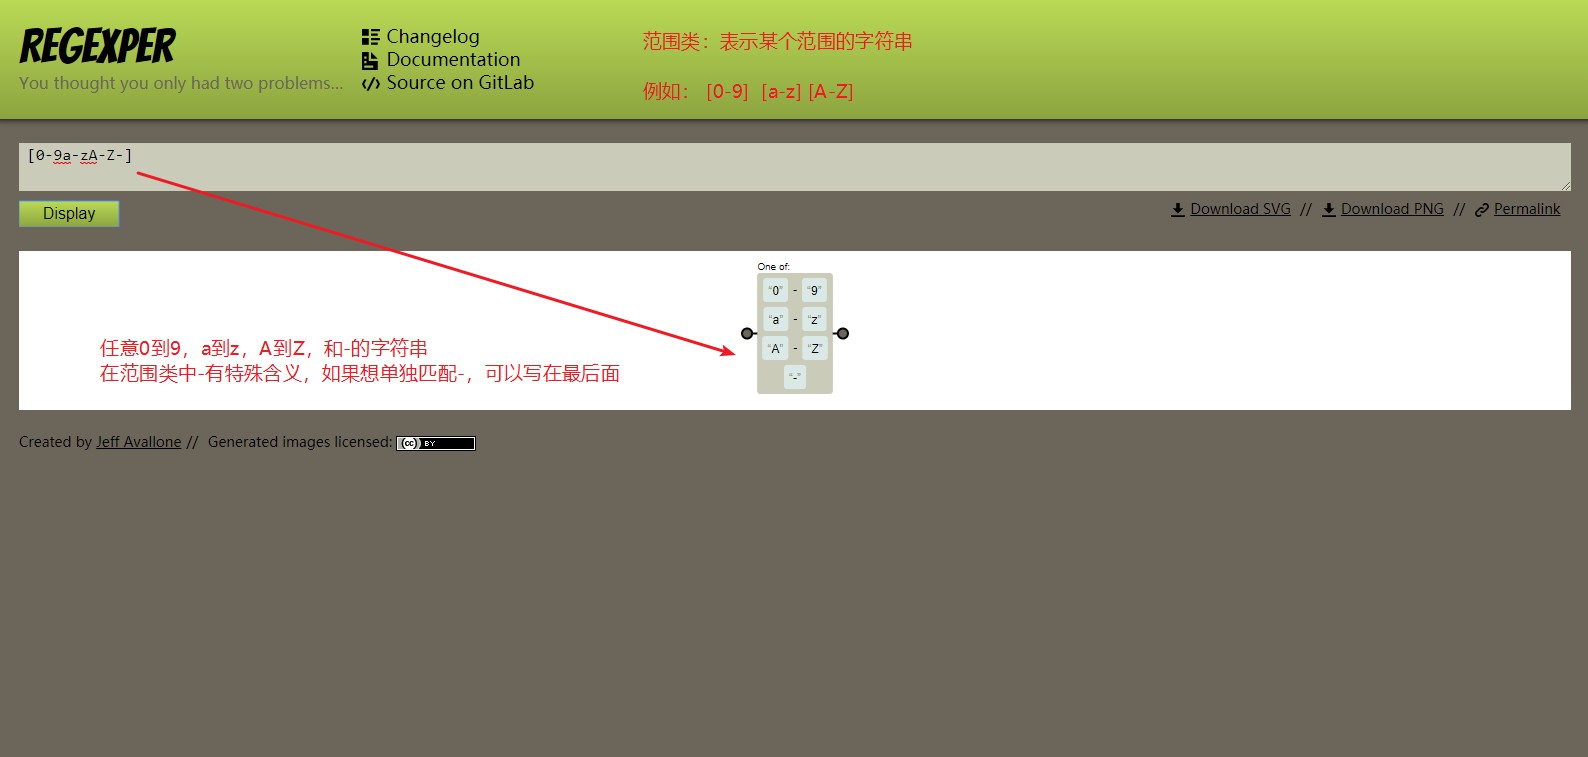 REGEXPER
You thought you only had two problems...
Changelog
Documentation
Source on GitLab
范围类：表示某个范围的字符串
例如： [0-9] [a-z] [A-Z]
[0-9a-zA-Z-]
Display
Download SVG // Download PNG // Permalink
One of:
“0” - “9”
“a” - “z”
“A” - “Z”
“-”
任意0到9，a到z，A到Z，和-的字符串
在范围类中-有特殊含义，如果想单独匹配-，可以写在最后面
Created by Jeff Avallone // Generated images licensed: (cc) BY